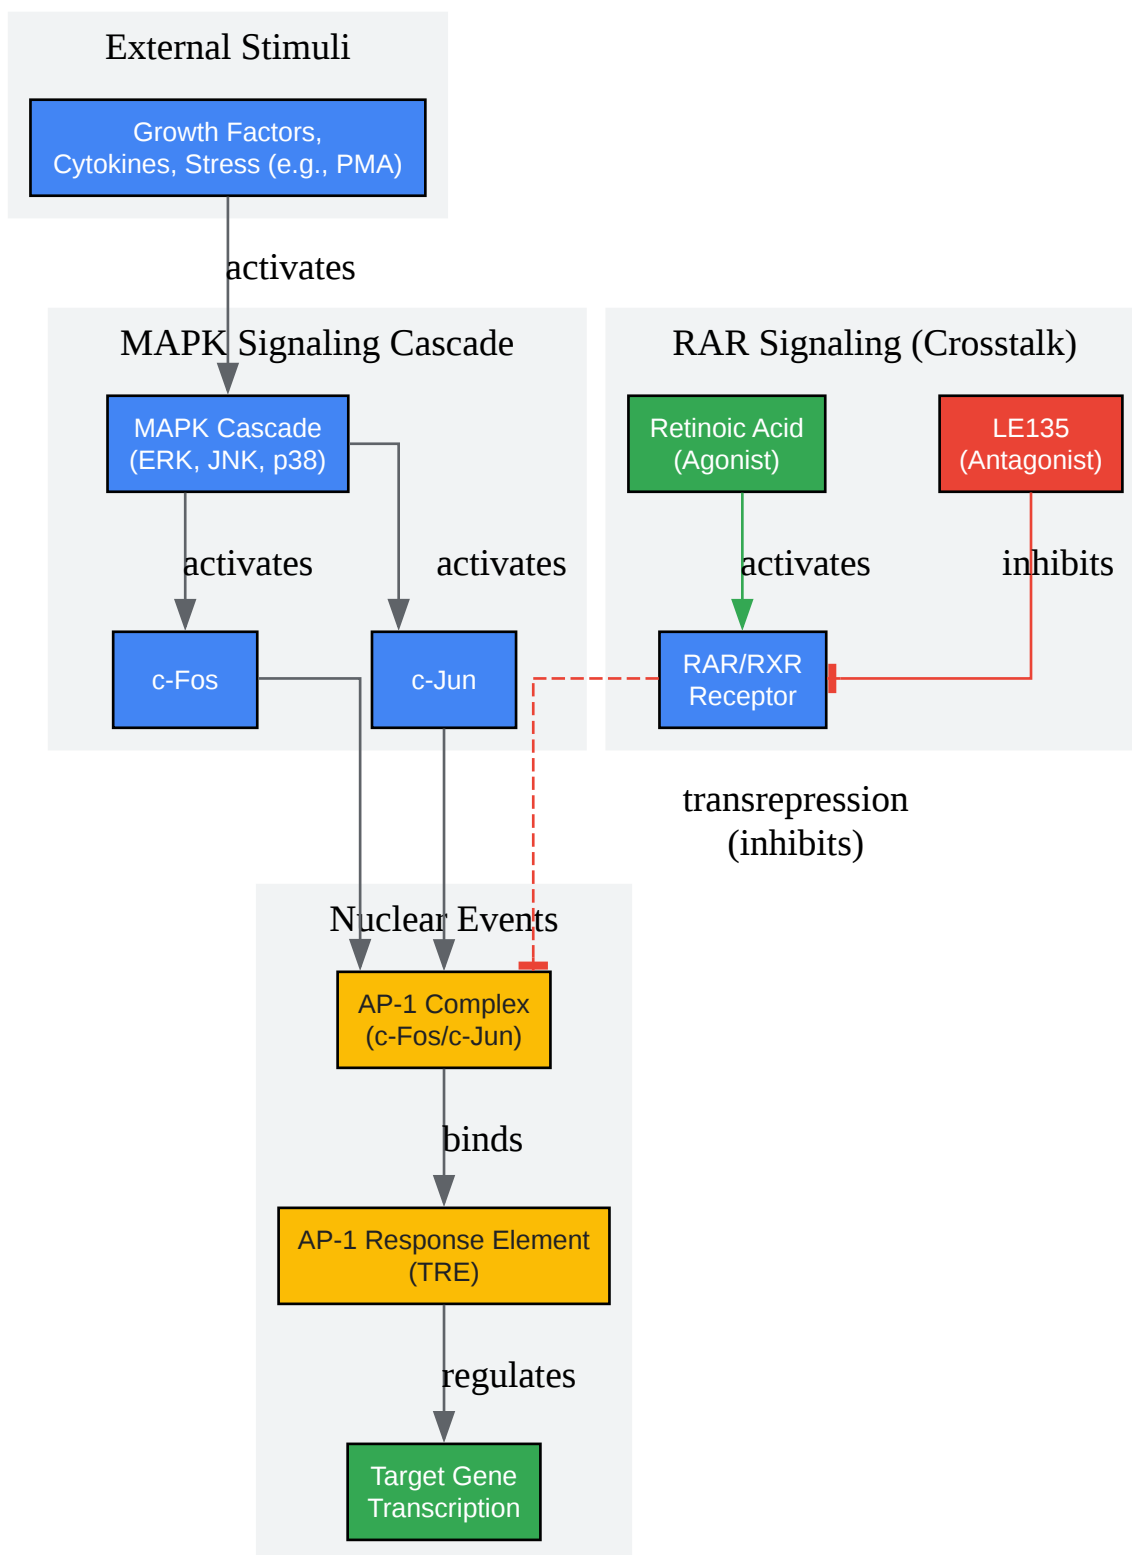 External Stimuli
Growth Factors,
Cytokines, Stress (e.g., PMA)
activates
MAPK Signaling Cascade
MAPK Cascade
(ERK, JNK, p38)
activates
activates
c-Fos
c-Jun
RAR Signaling (Crosstalk)
Retinoic Acid
(Agonist)
LE135
(Antagonist)
activates
inhibits
RAR/RXR
Receptor
transrepression
(inhibits)
Nuclear Events
AP-1 Complex
(c-Fos/c-Jun)
binds
AP-1 Response Element
(TRE)
regulates
Target Gene
Transcription